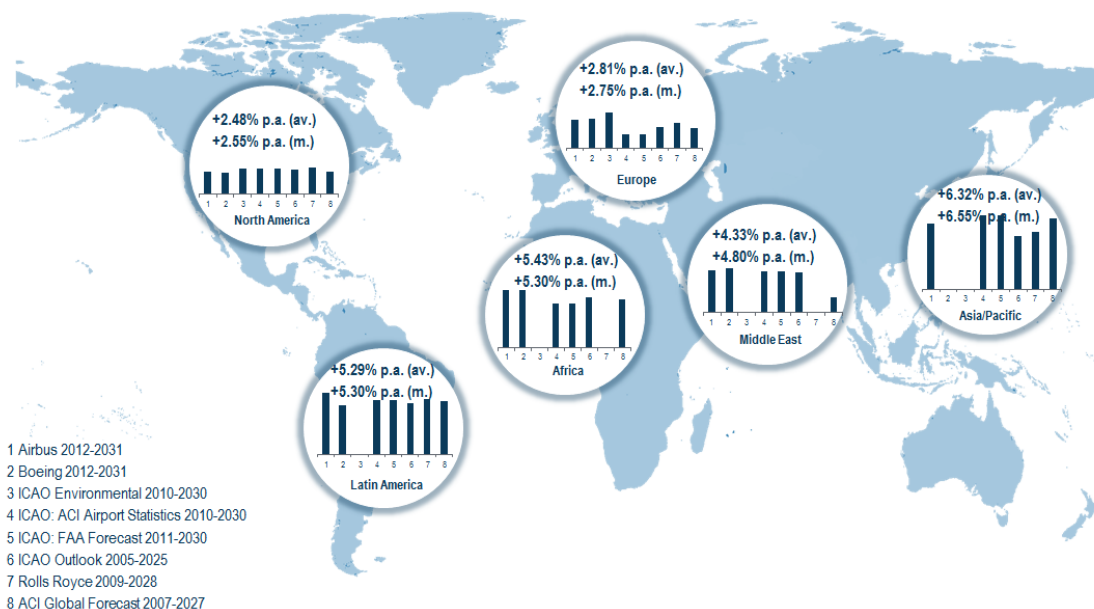 +2.48% p.a. (av.)
+2.55% p.a. (m.)
1 2 3 4 5 6 7 8
North America
+2.81% p.a. (av.)
+2.75% p.a. (m.)
1 2 3 4 5 6 7 8
Europe
+6.32% p.a. (av.)
+6.55% p.a. (m.)
1 2 3 4 5 6 7 8
Asia/Pacific
+4.33% p.a. (av.)
+4.80% p.a. (m.)
1 2 3 4 5 6 7 8
Middle East
+5.43% p.a. (av.)
+5.30% p.a. (m.)
1 2 3 4 5 6 7 8
Africa
+5.29% p.a. (av.)
+5.30% p.a. (m.)
1 2 3 4 5 6 7 8
Latin America
1 Airbus 2012-2031
2 Boeing 2012-2031
3 ICAO Environmental 2010-2030
4 ICAO: ACI Airport Statistics 2010-2030
5 ICAO: FAA Forecast 2011-2030
6 ICAO Outlook 2005-2025
7 Rolls Royce 2009-2028
8 ACI Global Forecast 2007-2027